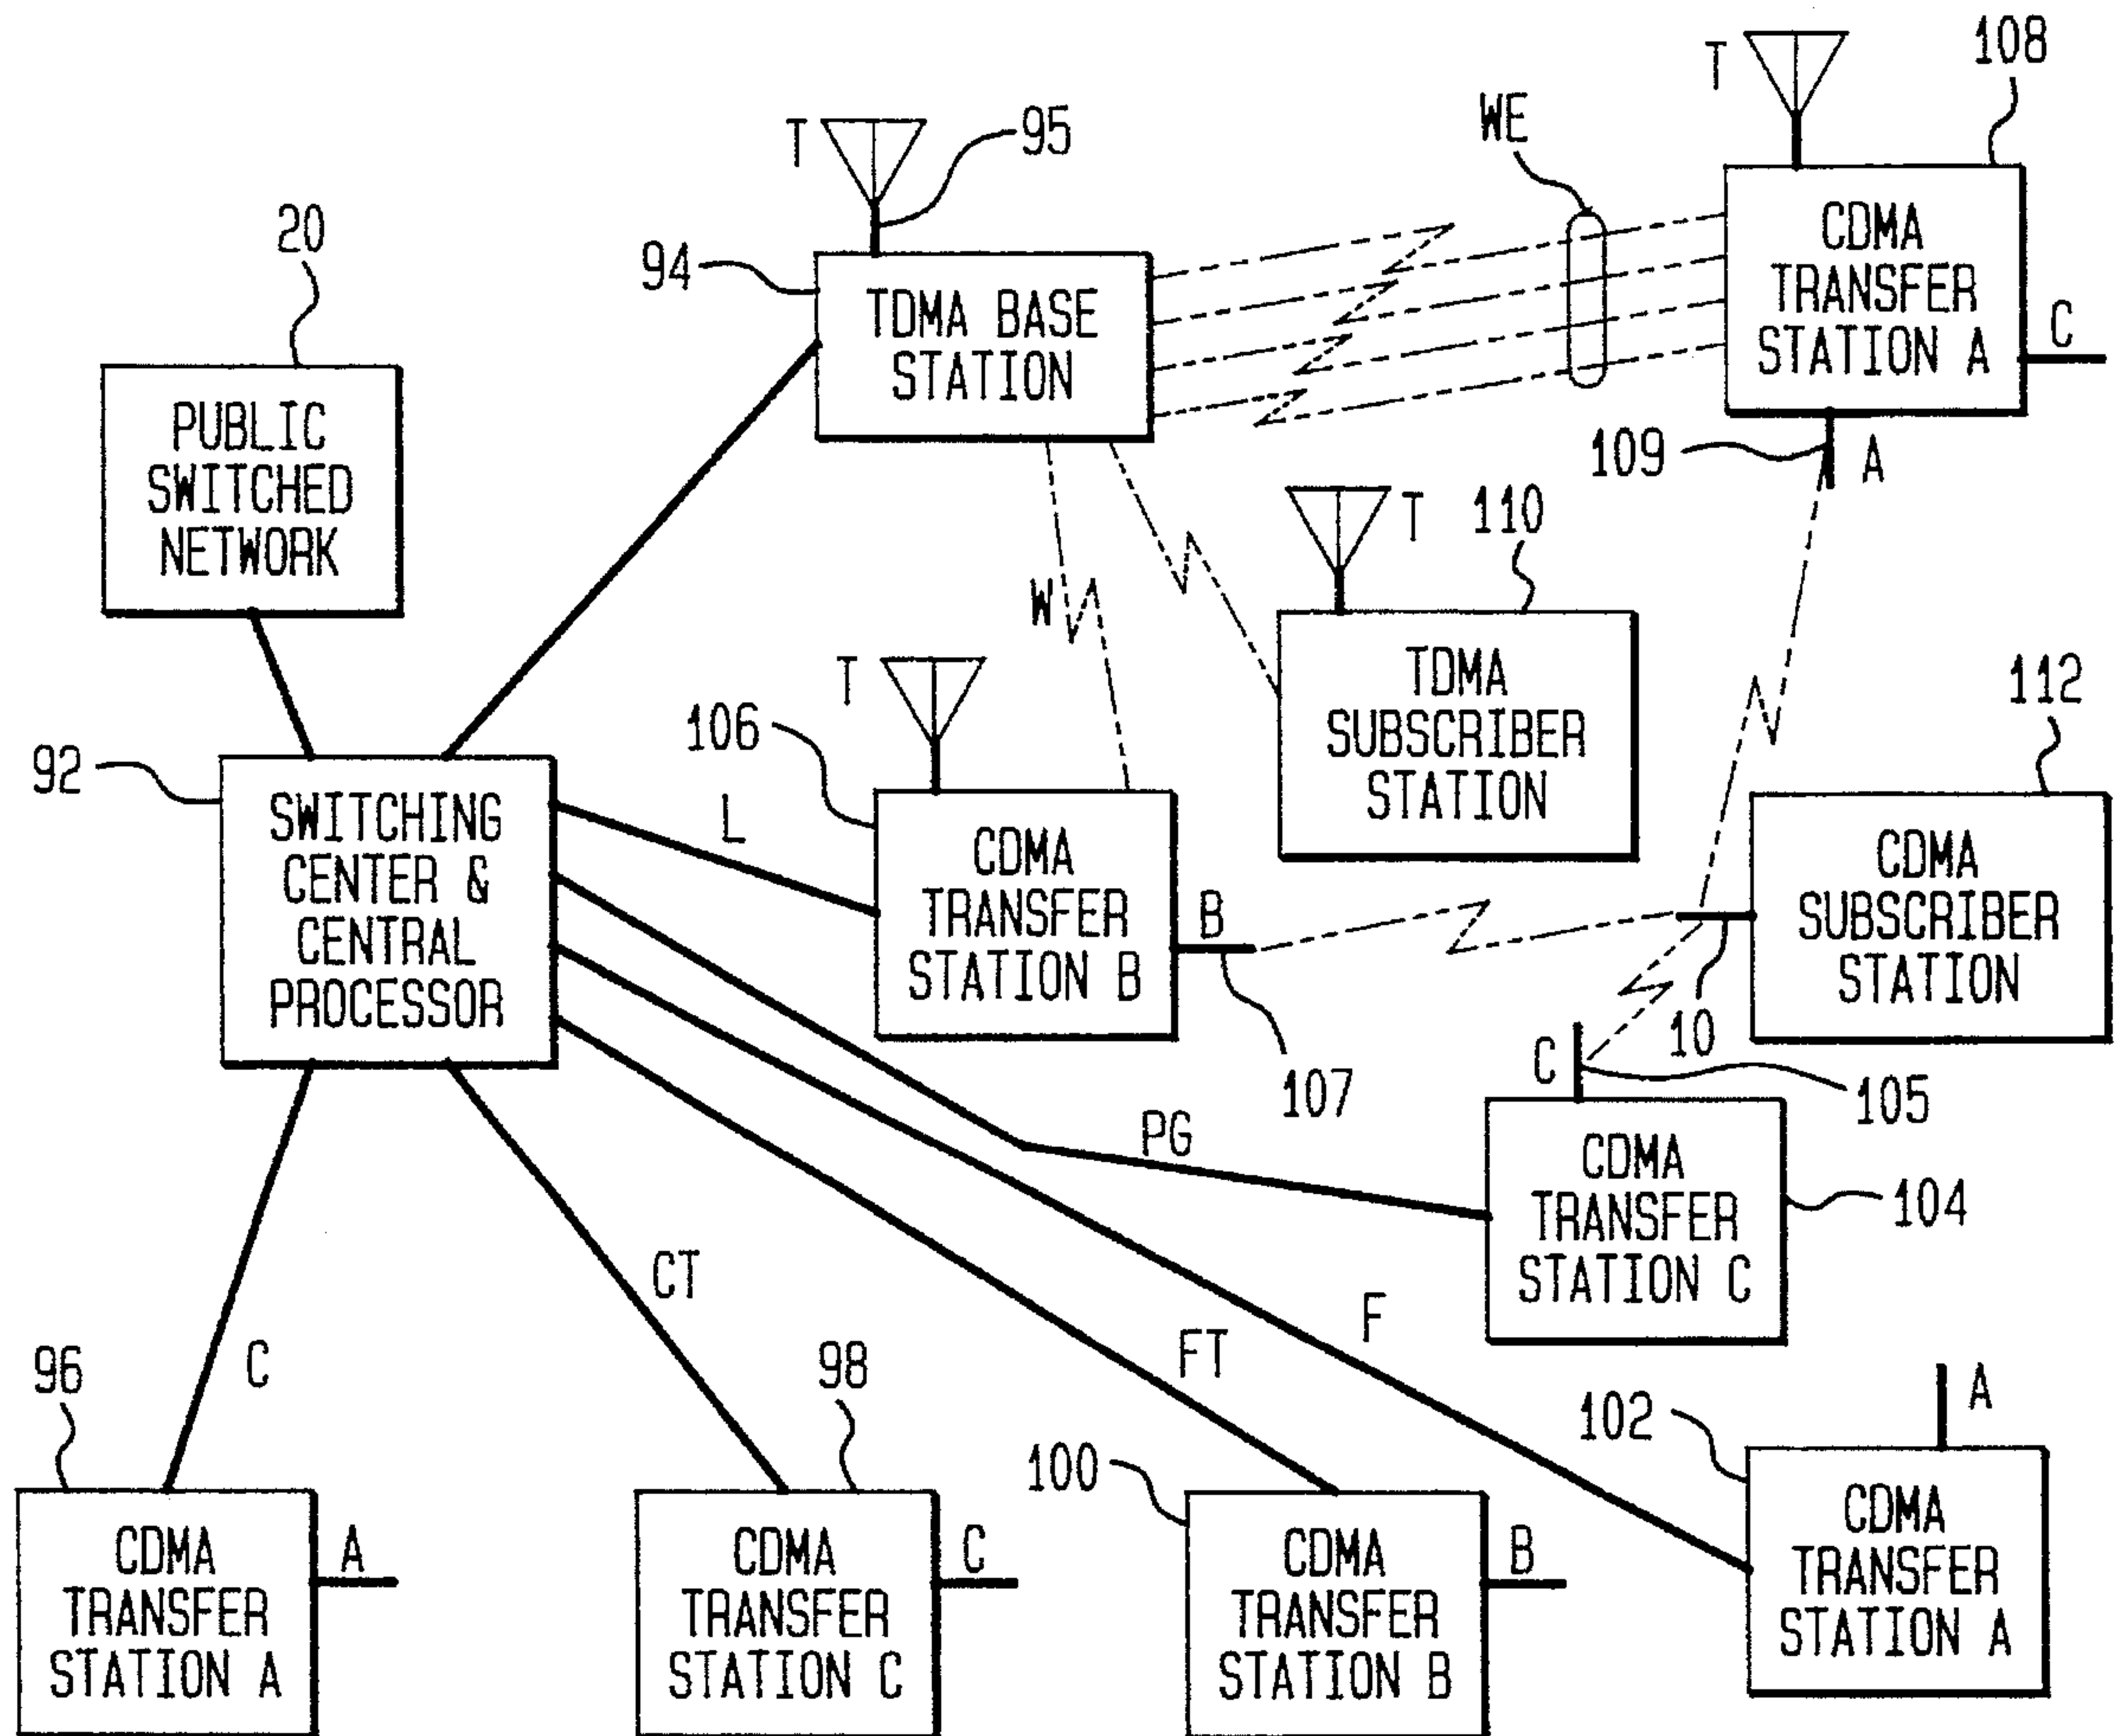 108
T
WE
T
95
20
94
CDMA
TRANSFER
STATION A
C
TDMA BASE
STATION
PUBLIC
SWITCHED
NETWORK
109
A
T
110
W
T
106
TDMA
SUBSCRIBER
STATION
112
92
SWITCHING
CENTER &
CENTRAL
PROCESSOR
L
CDMA
TRANSFER
STATION B
B
107
CDMA
SUBSCRIBER
STATION
10
C
105
PG
CDMA
TRANSFER
STATION C
104
CT
F
FT
C
96
98
100
102
A
CDMA
TRANSFER
STATION A
A
CDMA
TRANSFER
STATION C
C
CDMA
TRANSFER
STATION B
B
CDMA
TRANSFER
STATION A